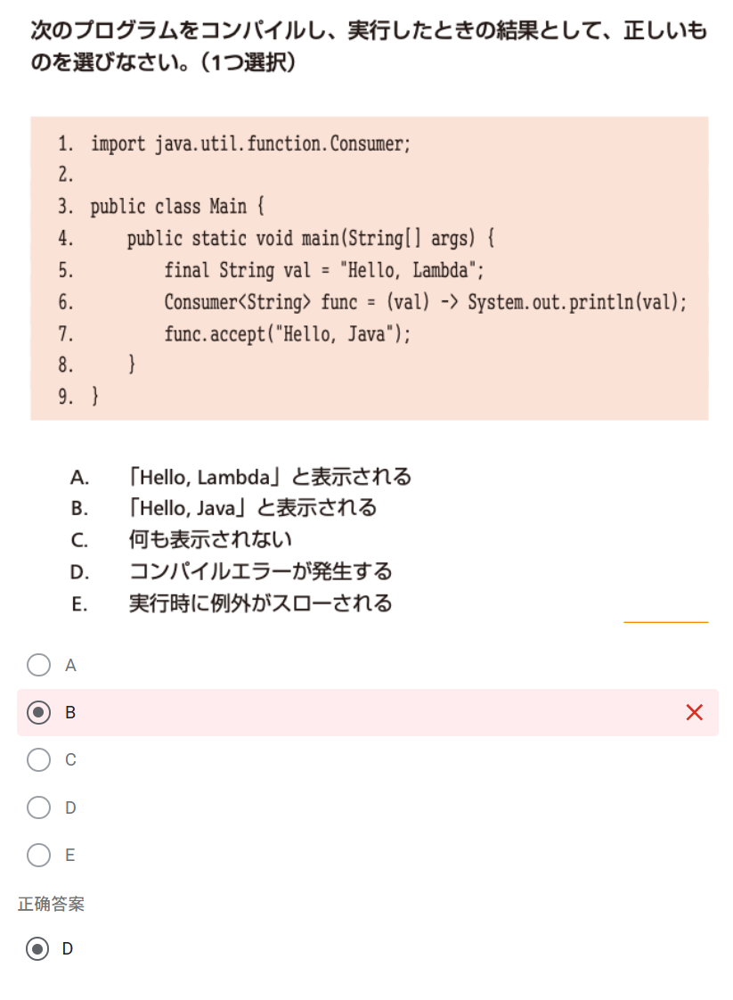 次のプログラムをコンパイルし、実行したときの結果として、正しいも
のを選びなさい。（1つ選択）
1. import java.util.function.Consumer;
2.
3. public class Main {
4.     public static void main(String[] args) {
5.         final String val = "Hello, Lambda";
6.         Consumer<String> func = (val) -> System.out.println(val);
7.         func.accept("Hello, Java");
8.     }
9. }
A. 「Hello, Lambda」と表示される
B. 「Hello, Java」と表示される
C. 何も表示されない
D. コンパイルエラーが発生する
E. 実行時に例外がスローされる
A
B
C
D
E
正确答案
D